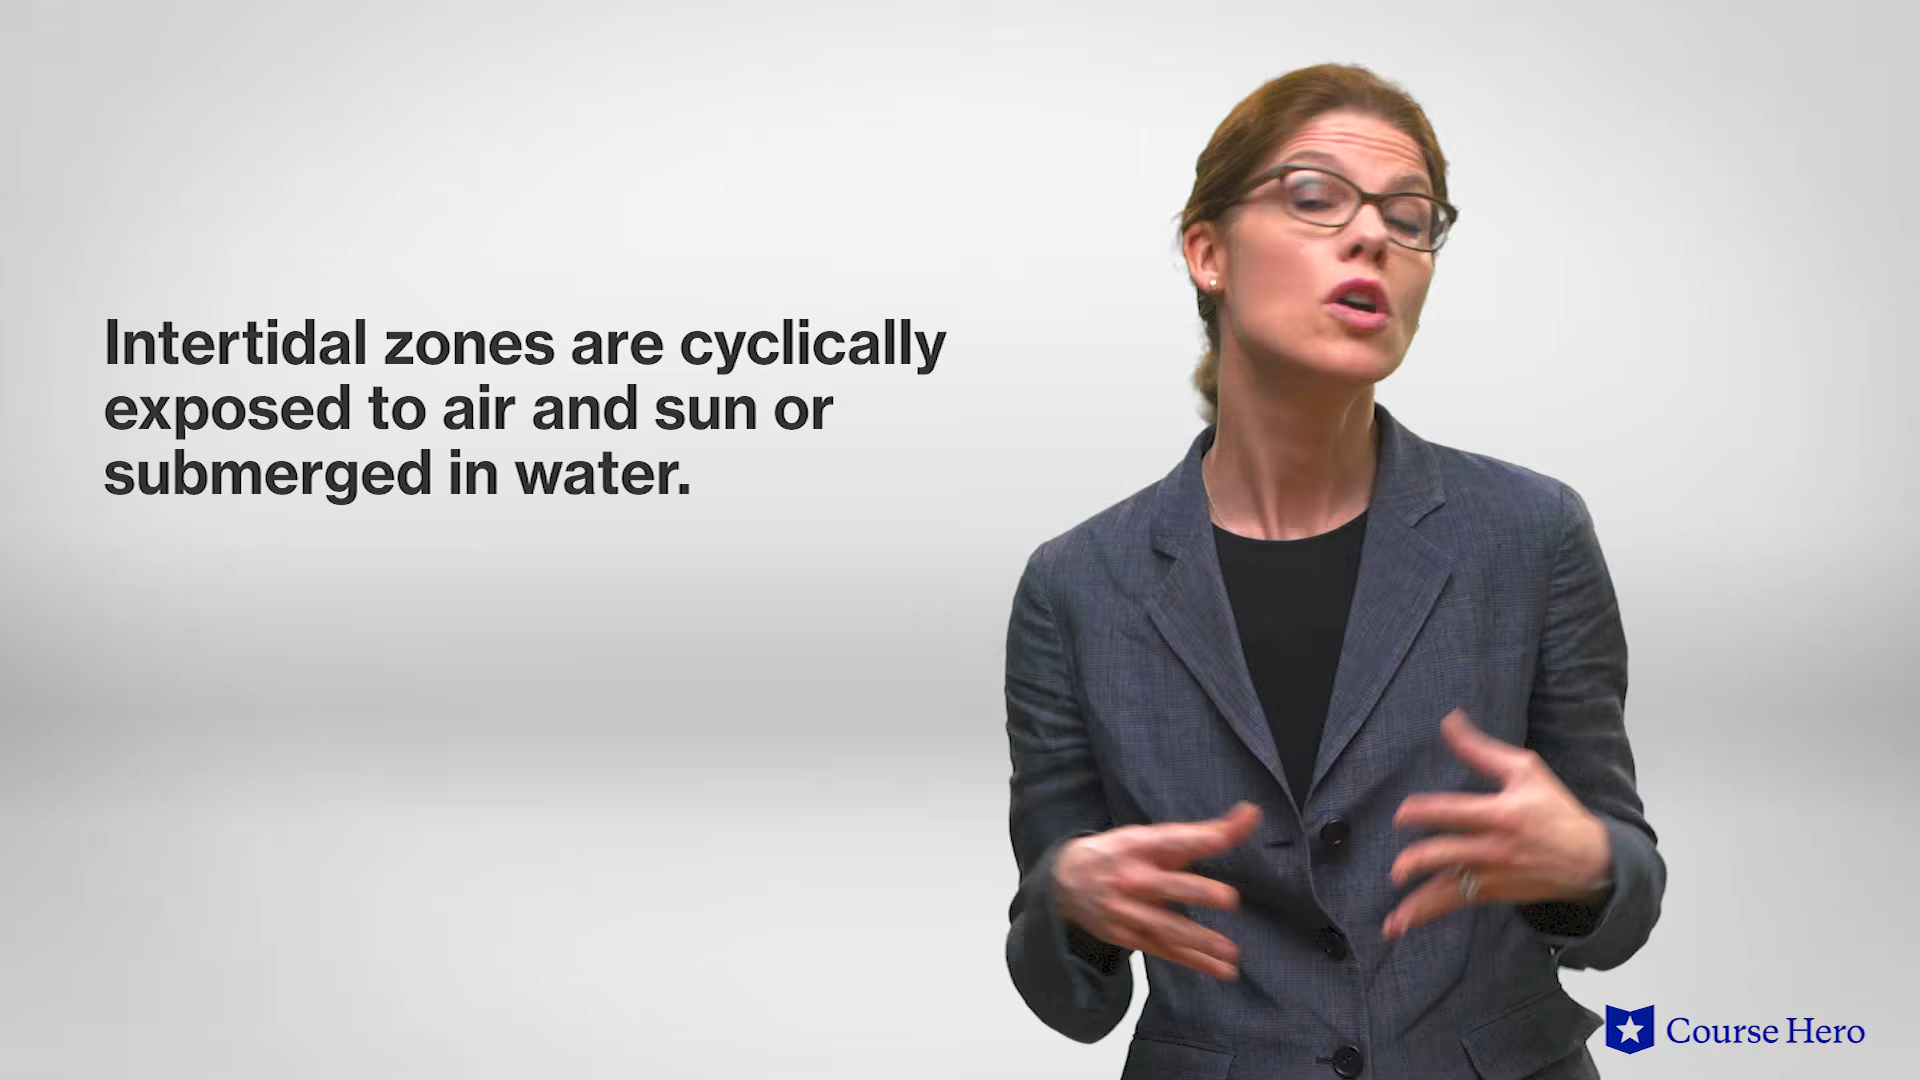 Intertidal zones are cyclically
exposed to air and sun or
submerged in water.
Course Hero